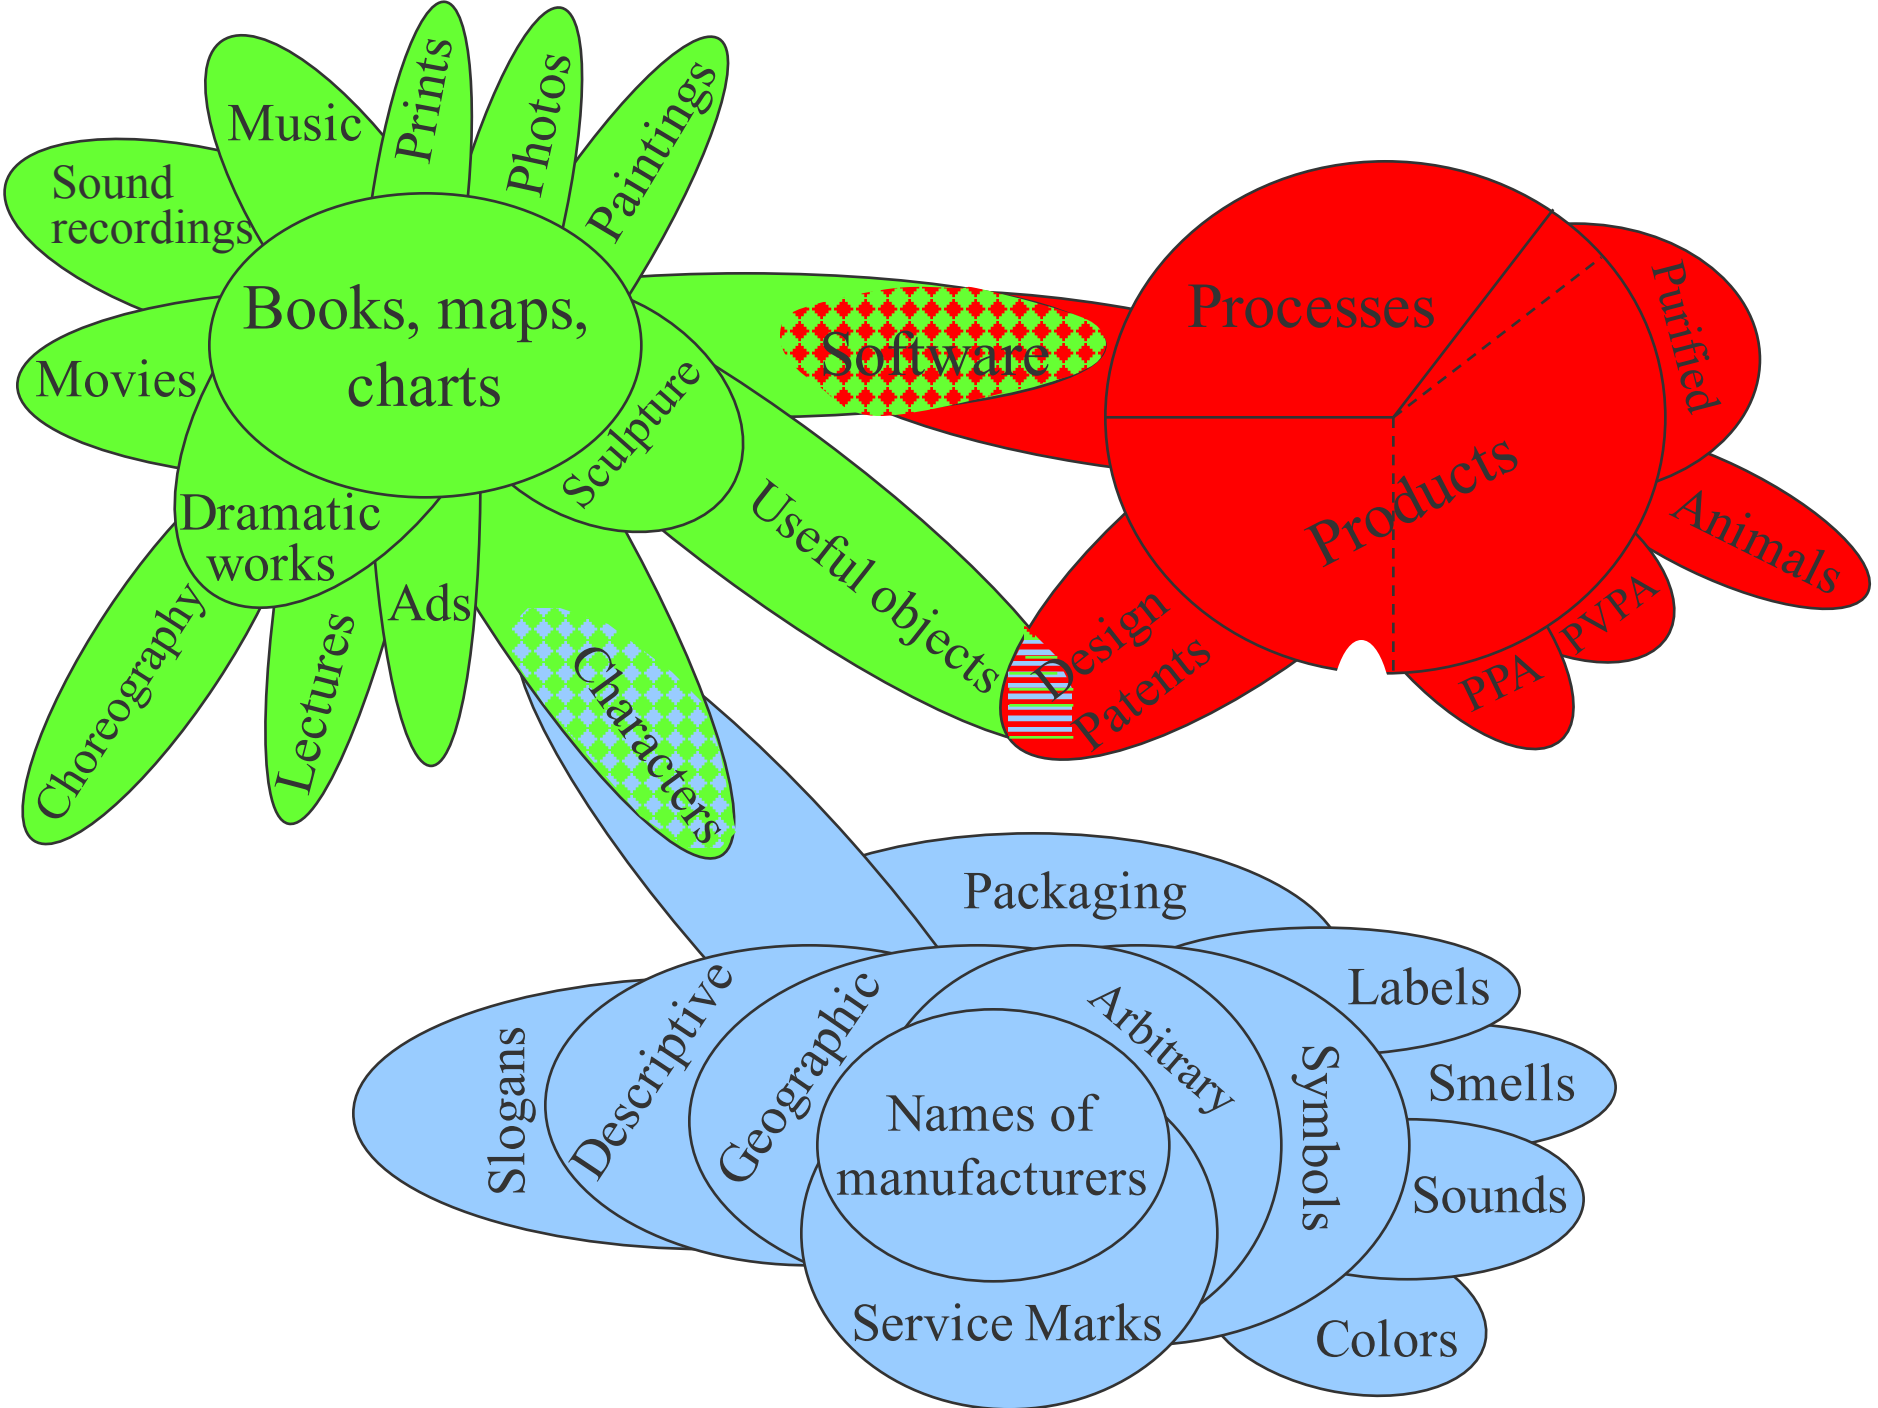 Music
Prints
Photos
Paintings
Sound
recordings
Books, maps,
charts
Movies
Sculpture
Dramatic
works
Choreography
Lectures
Ads
Characters
Useful objects
Software
Processes
Products
Purified
Animals
PVPA
PPA
Design
Patents
Packaging
Labels
Smells
Sounds
Colors
Symbols
Arbitrary
Geographic
Descriptive
Slogans
Names of
manufacturers
Service Marks